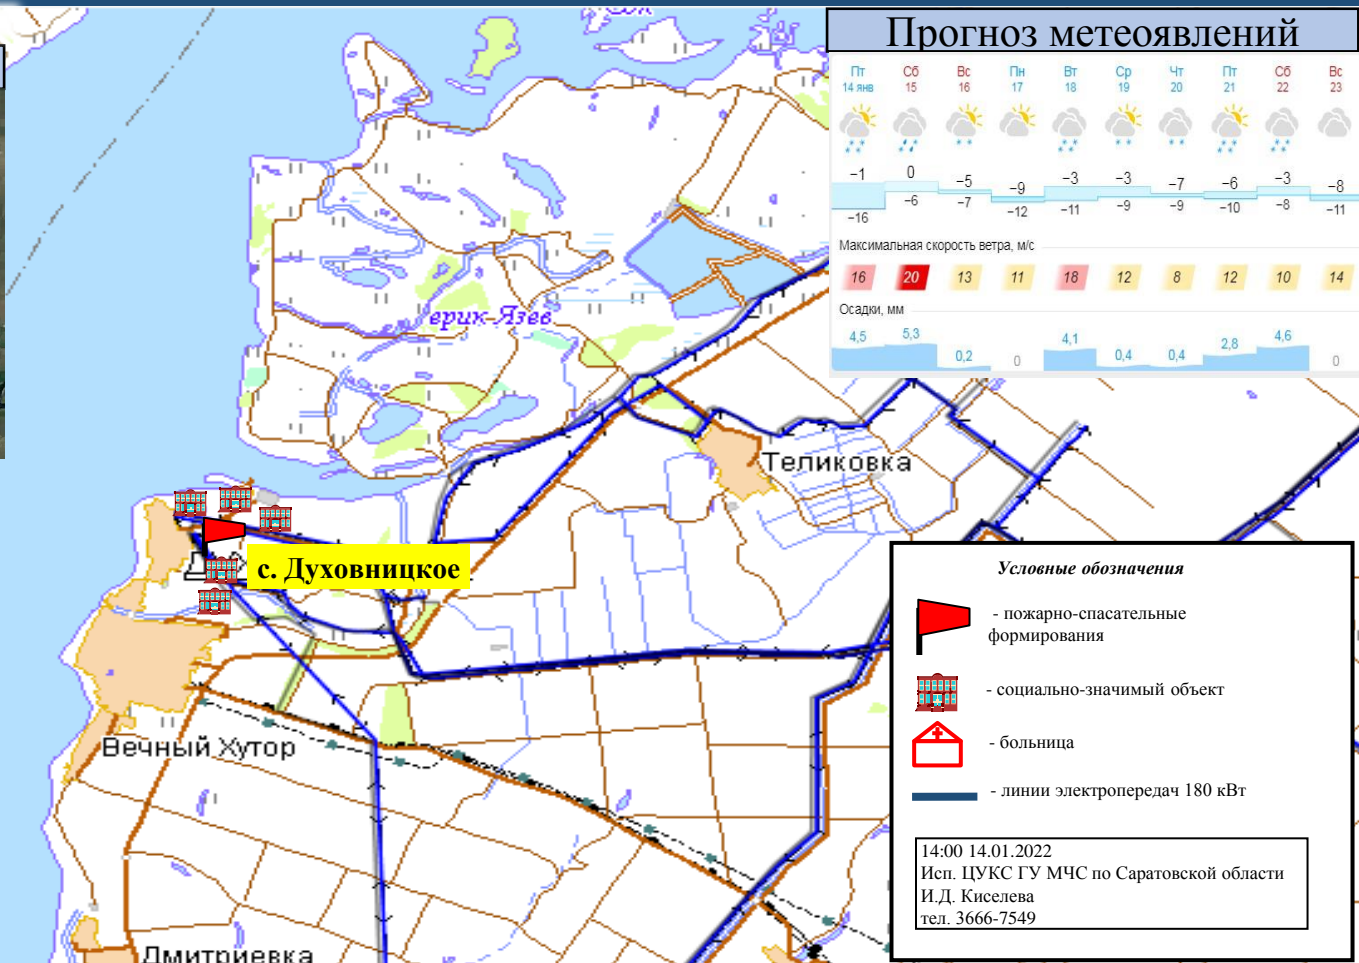 Прогноз метеоявлений
Пт Сб Вс Пн Вт Ср Чт Пт Сб Вс
14 янв 15 16 17 18 19 20 21 22 23
−1 0 −5 −9 −3 −3 −7 −6 −3 −8
−16 −6 −7 −12 −11 −9 −9 −10 −8 −11
Максимальная скорость ветра, м/с
16 20 13 11 18 12 8 12 10 14
Осадки, мм
4,5 5,3 0,2 0 4,1 0,4 0,4 2,8 4,6 0
ерик Язев
Теликовка
с. Духовницкое
Вечный Хутор
Дмитриевка
Условные обозначения
- пожарно-спасательные
формирования
- социально-значимый объект
- больница
- линии электропередач 180 кВт
14:00 14.01.2022
Исп. ЦУКС ГУ МЧС по Саратовской области
И.Д. Киселева
тел. 3666-7549